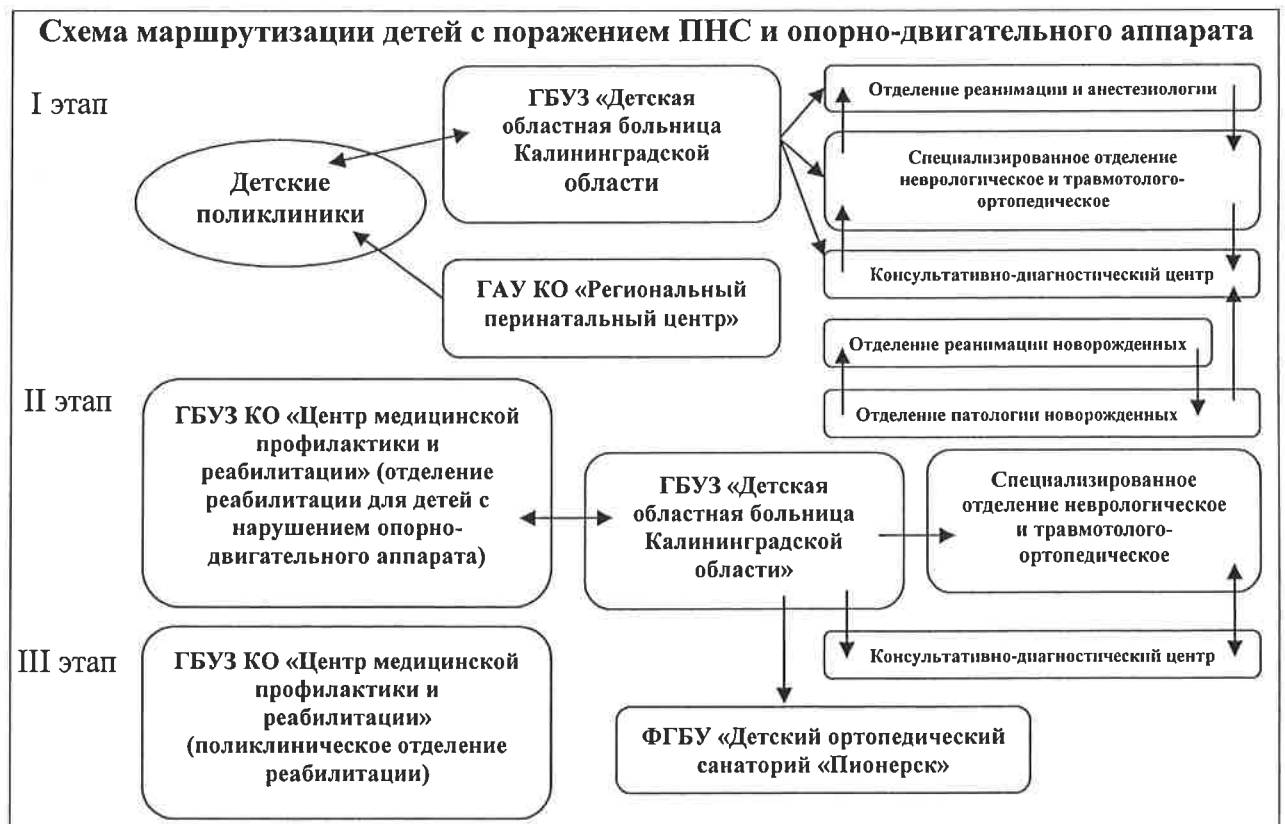 Схема маршрутизации детей с поражением ПНС и опорно-двигательного аппарата
I этап
ГБУЗ «Детская
областная больница
Калининградской
области
Детские
поликлиники
ГАУ КО «Региональный
перинатальный центр»
Отделение реанимации и анестезиологии
Специализированное отделение
неврологическое и травмотолого-
ортопедическое
Консультативно-диагностический центр
Отделение реанимации новорожденных
Отделение патологии новорожденных
II этап
ГБУЗ КО «Центр медицинской
профилактики и
реабилитации» (отделение
реабилитации для детей с
нарушением опорно-
двигательного аппарата)
ГБУЗ «Детская
областная больница
Калининградской
области»
Специализированное
отделение неврологическое
и травмотолого-
ортопедическое
Консультативно-диагностический центр
III этап
ГБУЗ КО «Центр медицинской
профилактики и
реабилитации»
(поликлиническое отделение
реабилитации)
ФГБУ «Детский ортопедический
санаторий «Пионерск»